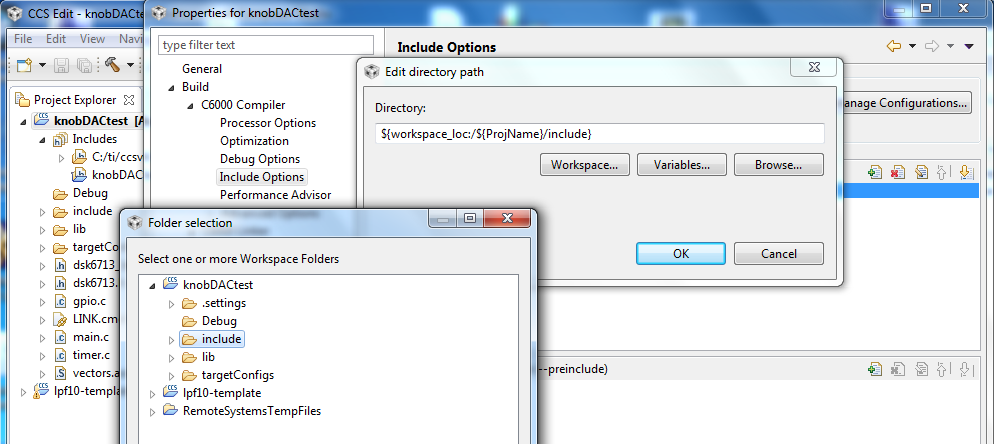 CCS Edit - knobDACtest
Properties for knobDACtest
File Edit View Navi
type filter text
Include Options
General
Build
C6000 Compiler
Processor Options
Optimization
Debug Options
Include Options
Performance Advisor
Edit directory path
Directory:
${workspace_loc:/${ProjName}/include}
Workspace...
Variables...
Browse...
OK
Cancel
anage Configurations...
--preinclude)
Project Explorer
knobDACtest [A
Includes
C:/ti/ccsv
knobDAC
Debug
include
lib
targetCo
dsk6713_
dsk6713.
gpio.c
LINK.cm
main.c
timer.c
vectors.a
lpf10-templa
Folder selection
Select one or more Workspace Folders
knobDACtest
.settings
Debug
include
lib
targetConfigs
lpf10-template
RemoteSystemsTempFiles